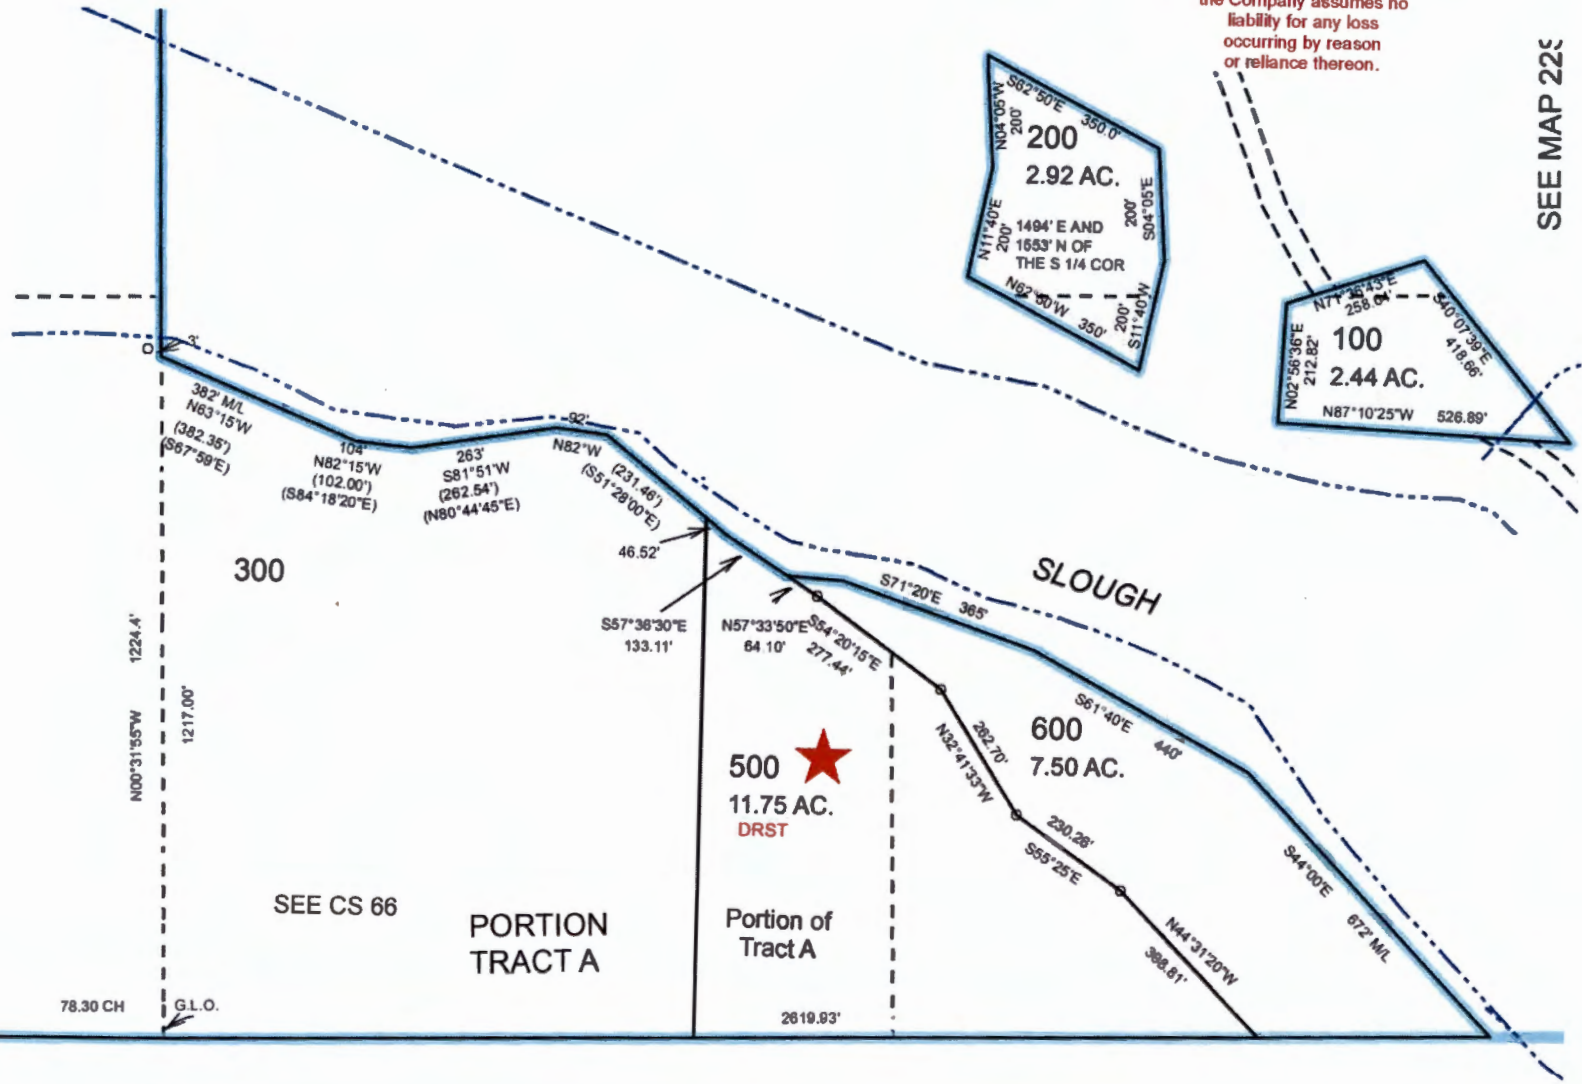 the Company assumes no
liability for any loss
occurring by reason
or reliance thereon.
SEE MAP 22S
S62°50'E 350.0'
N04°05'W
200'
200
2.92 AC.
N11°40'E
200'
1494' E AND
1553' N OF
THE S 1/4 COR
200'
S04°05'E
N62°50'W 350'
200'
S11°40'W
N71°36'43"E
258.64'
S40°07'39"E
418.66'
100
2.44 AC.
N02°56'36"E
212.82'
N87°10'25"W 526.89'
O
3'
382' M/L
N63°15'W
(382.35')
(S67°59'E)
104'
N82°15'W
(102.00')
(S84°18'20"E)
263'
S81°51'W
(262.54')
(N80°44'45"E)
92'
N82°W
(231.46')
(S51°28'00"E)
46.52'
300
SLOUGH
S71°20'E 365'
S57°36'30"E
133.11'
N57°33'50"E
64.10'
S54°20'15"E
277.44'
1224.4'
N00°31'55"W
1217.00'
S61°40'E 440'
600
7.50 AC.
262.70'
N32°41'33"W
500
11.75 AC.
DRST
230.26'
S55°25'E
S44°00'E 672' M/L
SEE CS 66
PORTION
TRACT A
Portion of
Tract A
N44°31'20"W
78.30 CH
G.L.O.
2619.93'